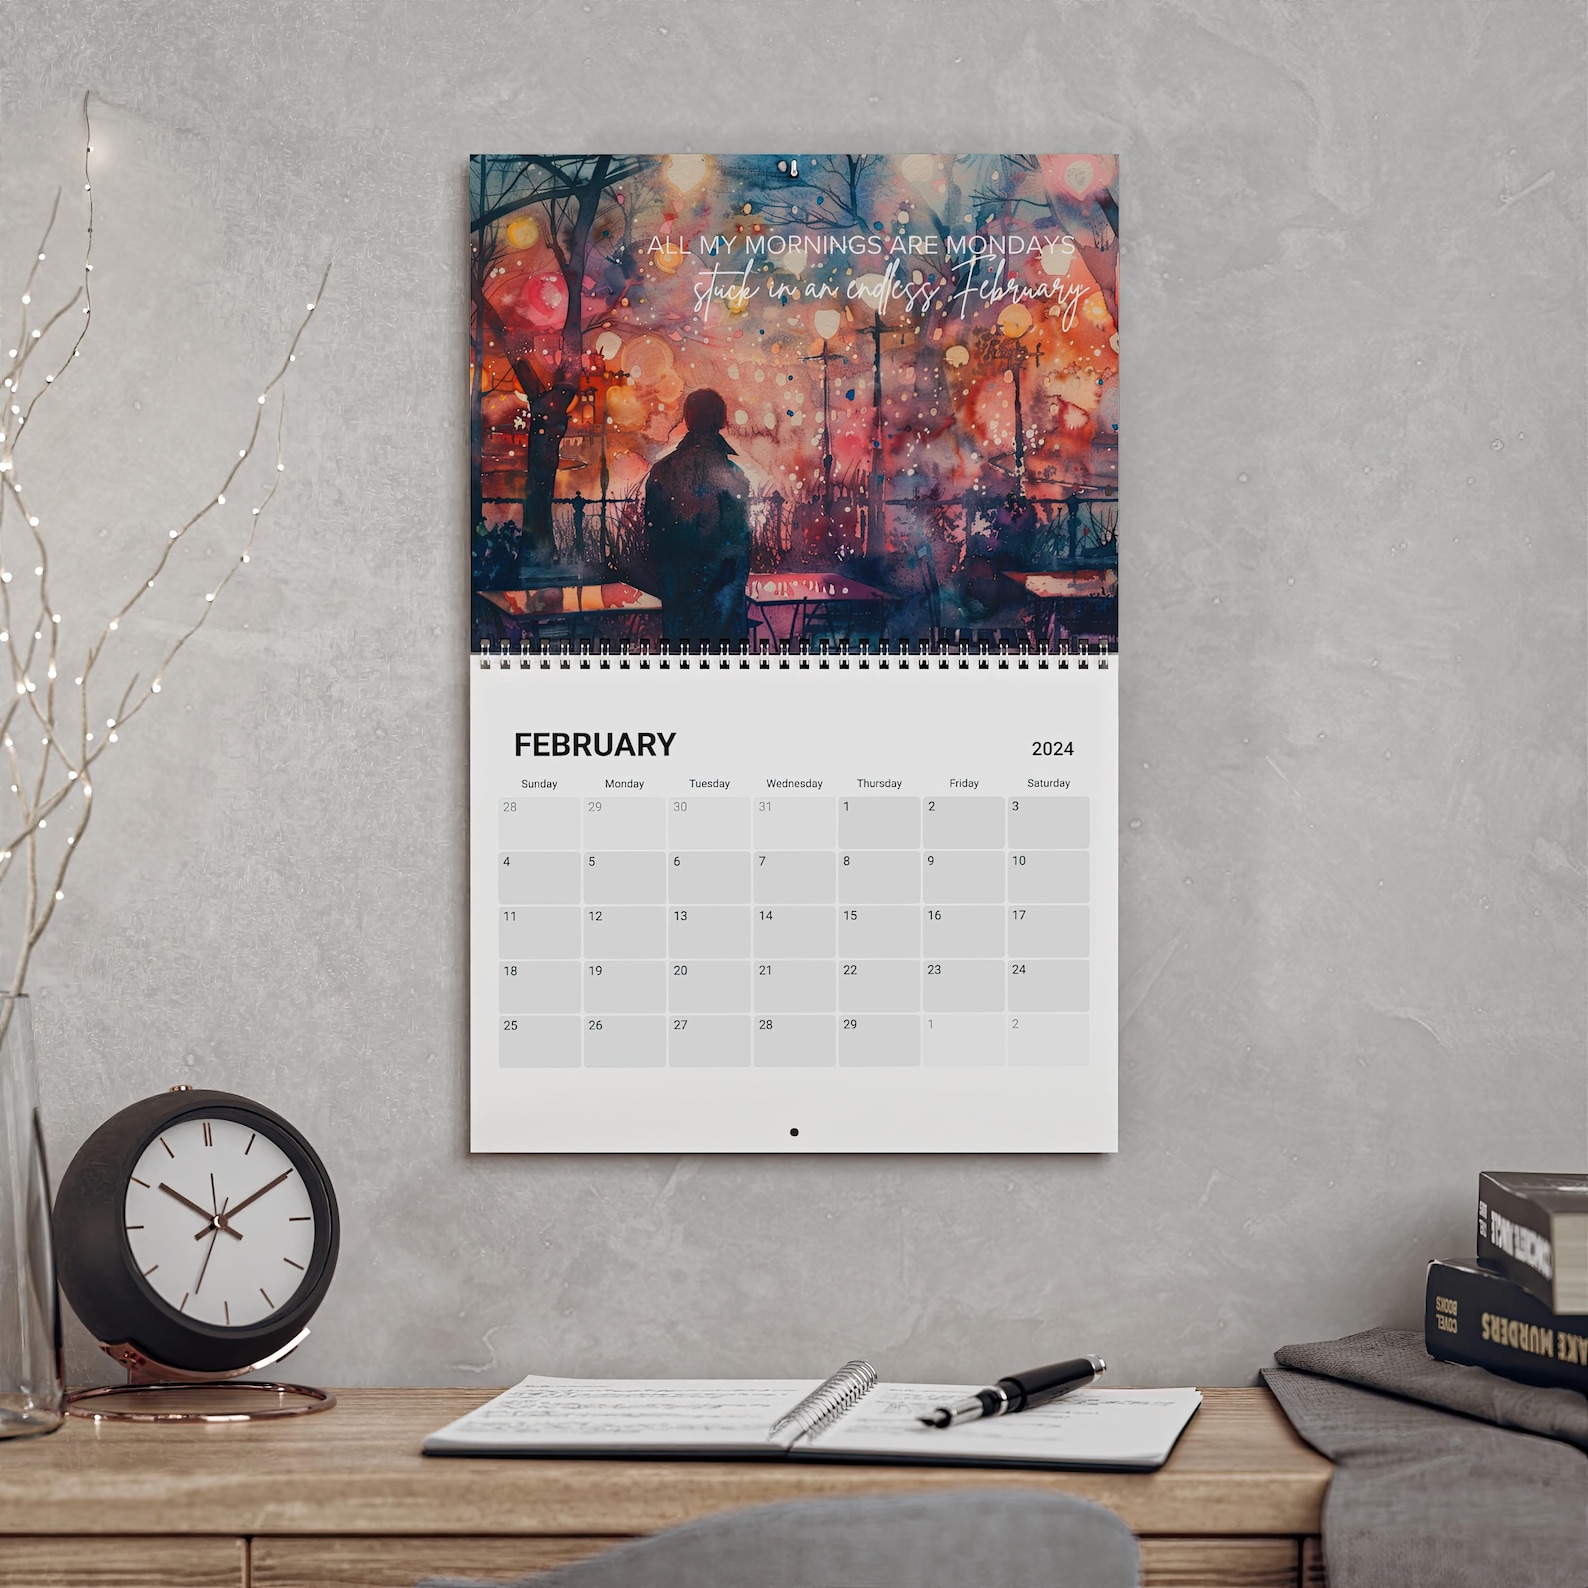 ALL MY MORNINGS ARE MONDAYS
stuck in an endless February
FEBRUARY 2024
Sunday Monday Tuesday Wednesday Thursday Friday Saturday
28 29 30 31 1 2 3
4 5 6 7 8 9 10
11 12 13 14 15 16 17
18 19 20 21 22 23 24
25 26 27 28 29 1 2
COVEL
BOOKS
MURDERS